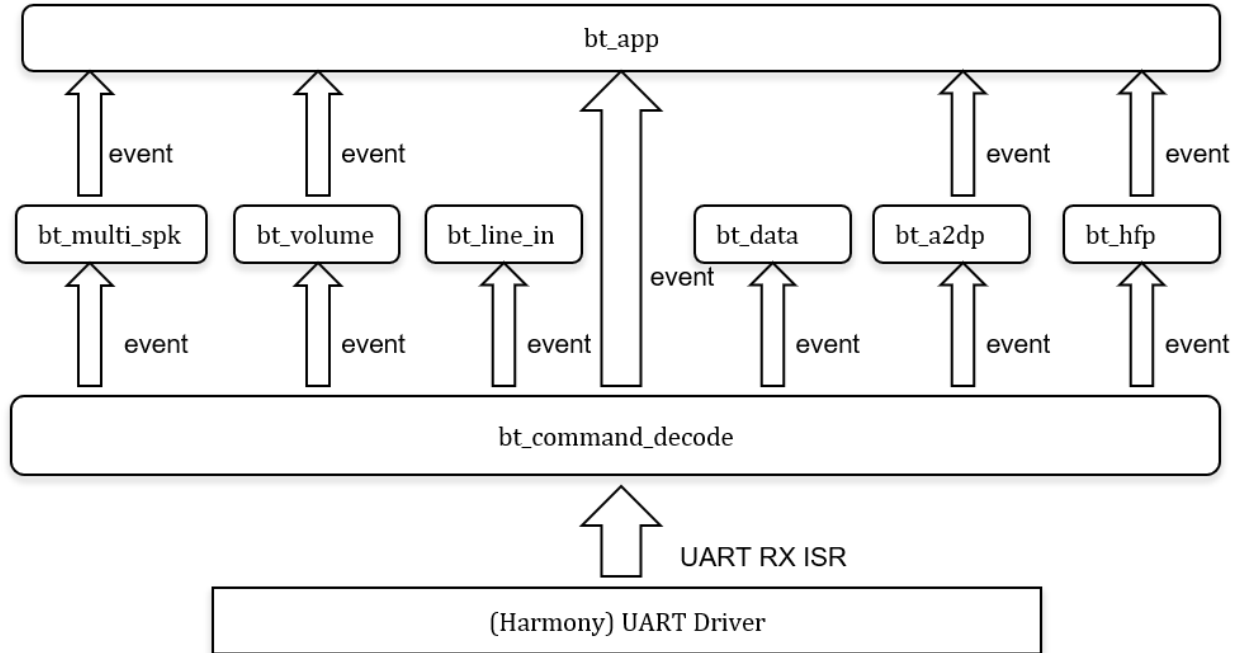 bt_app
event
event
event
event
bt_multi_spk
bt_volume
bt_line_in
bt_data
bt_a2dp
bt_hfp
event
event
event
event
event
event
event
bt_command_decode
UART RX ISR
(Harmony) UART Driver